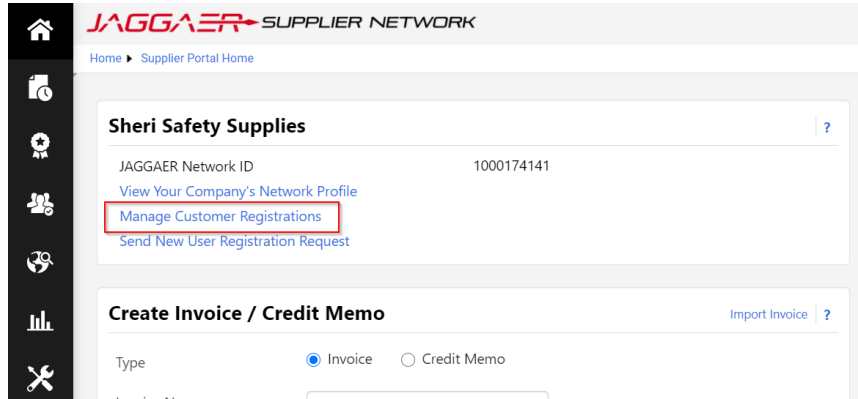 JAGGAER SUPPLIER NETWORK
Home Supplier Portal Home
Sheri Safety Supplies ?
JAGGAER Network ID 1000174141
View Your Company's Network Profile
Manage Customer Registrations
Send New User Registration Request
Create Invoice / Credit Memo Import Invoice ?
Type Invoice Credit Memo